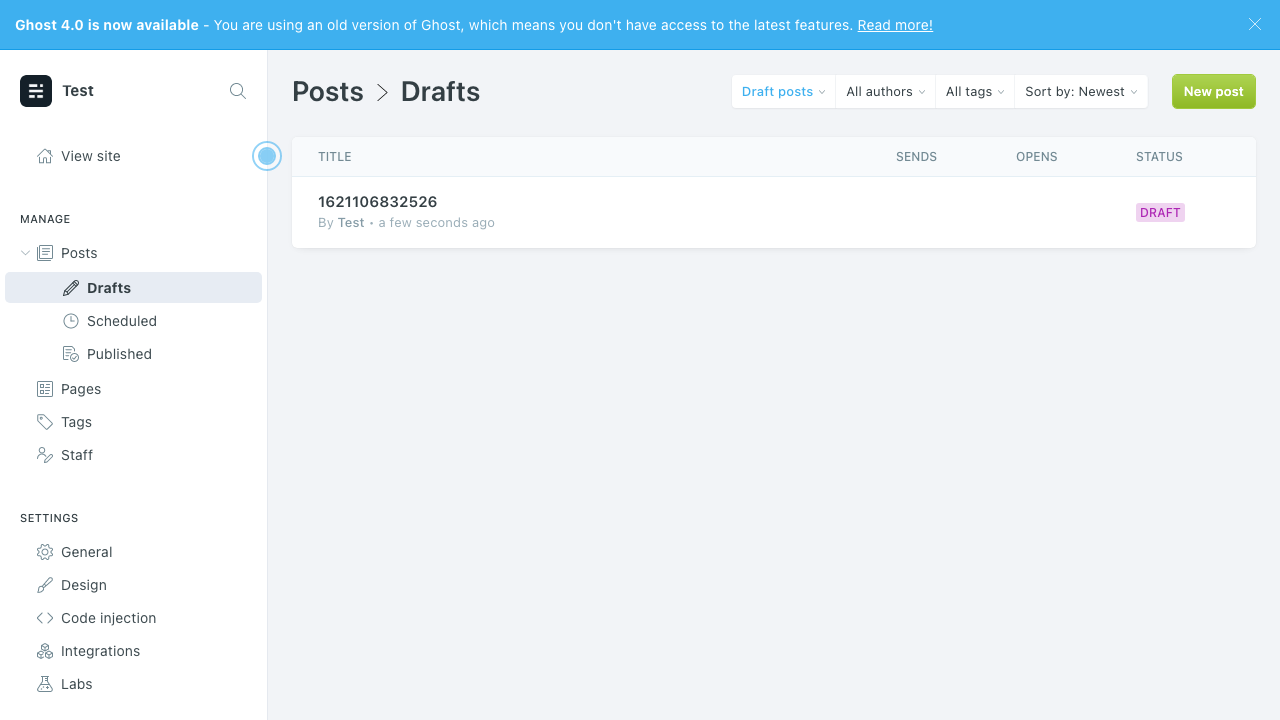 Ghost 4.0 is now available - You are using an old version of Ghost, which means you don't have access to the latest features. Read more!
Test
View site
MANAGE
Posts
Drafts
Scheduled
Published
Pages
Tags
Staff
SETTINGS
General
Design
Code injection
Integrations
Labs
Posts > Drafts
Draft posts All authors All tags Sort by: Newest New post
TITLE SENDS OPENS STATUS
1621106832526
By Test • a few seconds ago
DRAFT